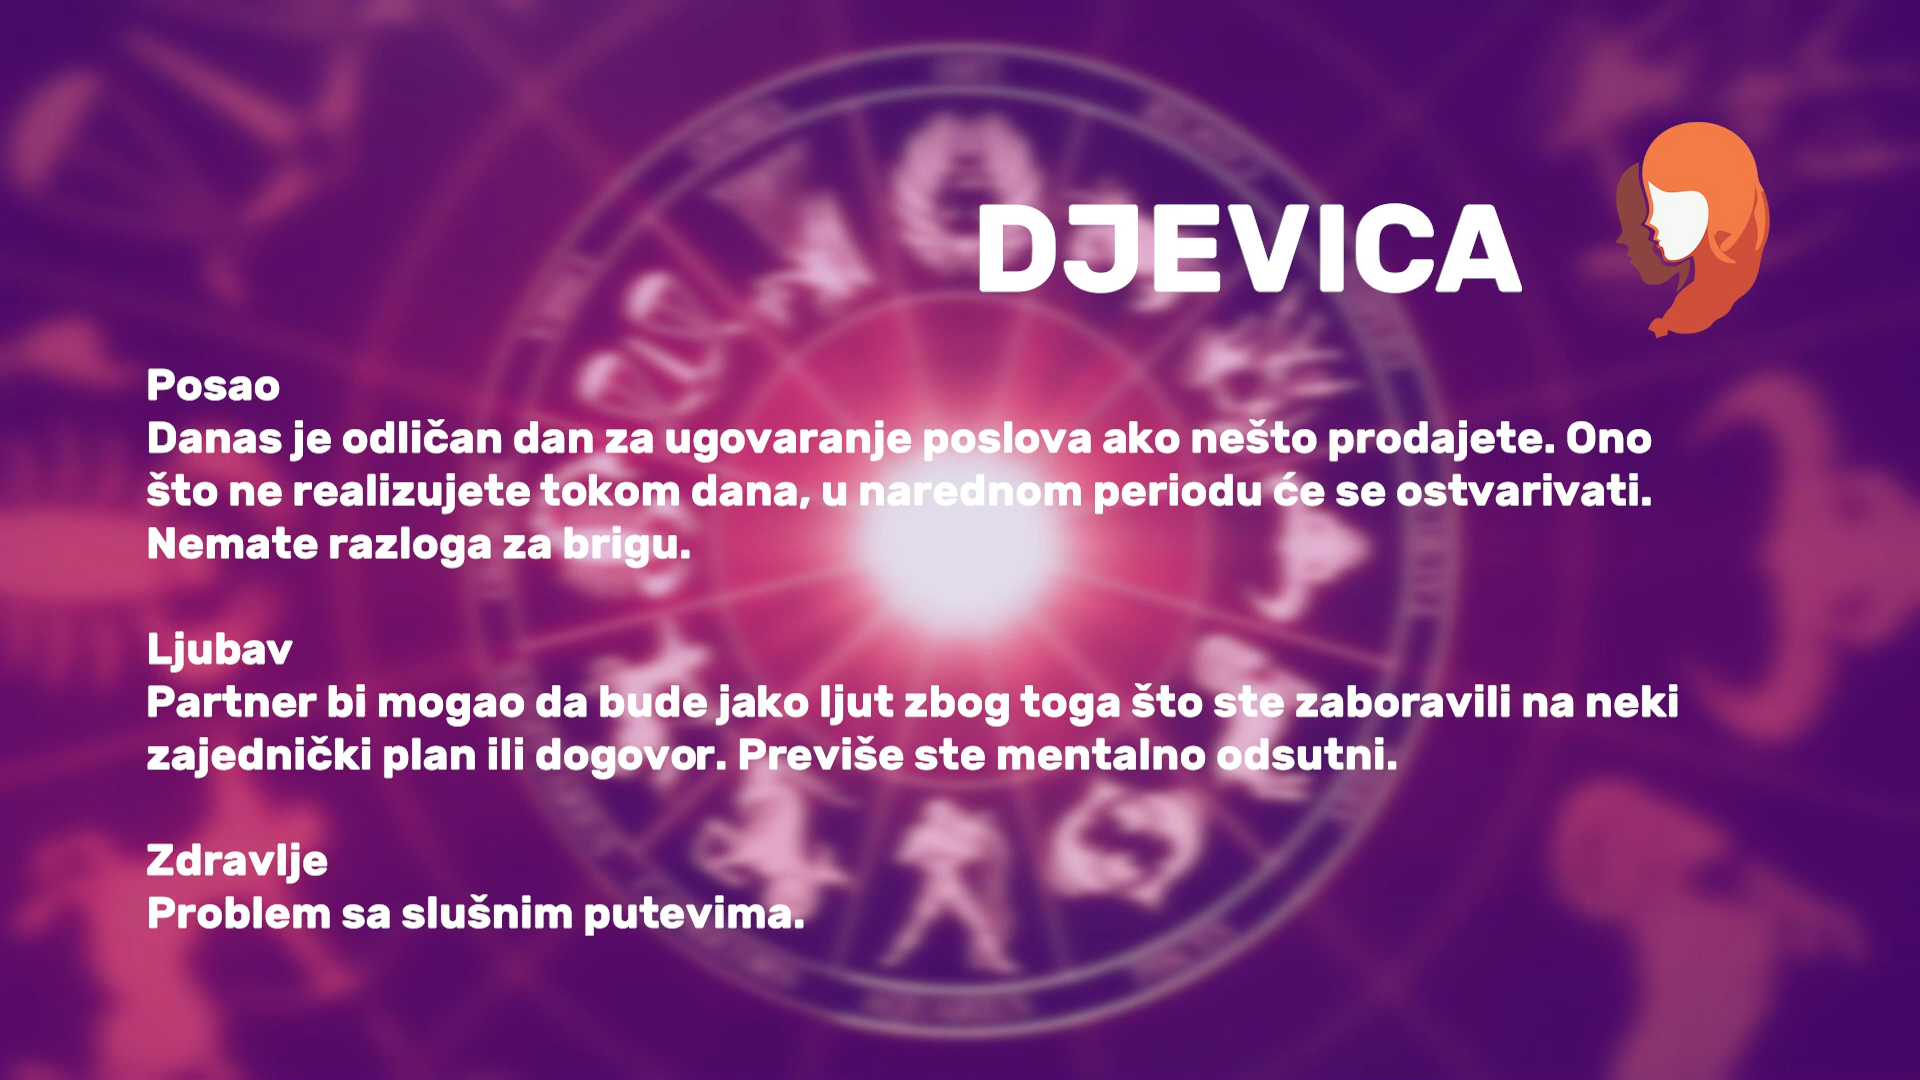 DJEVICA
Posao
Danas je odličan dan za ugovaranje poslova ako nešto prodajete. Ono
što ne realizujete tokom dana, u narednom periodu će se ostvarivati.
Nemate razloga za brigu.
Ljubav
Partner bi mogao da bude jako ljut zbog toga što ste zaboravili na neki
zajednički plan ili dogovor. Previše ste mentalno odsutni.
Zdravlje
Problem sa slušnim putevima.